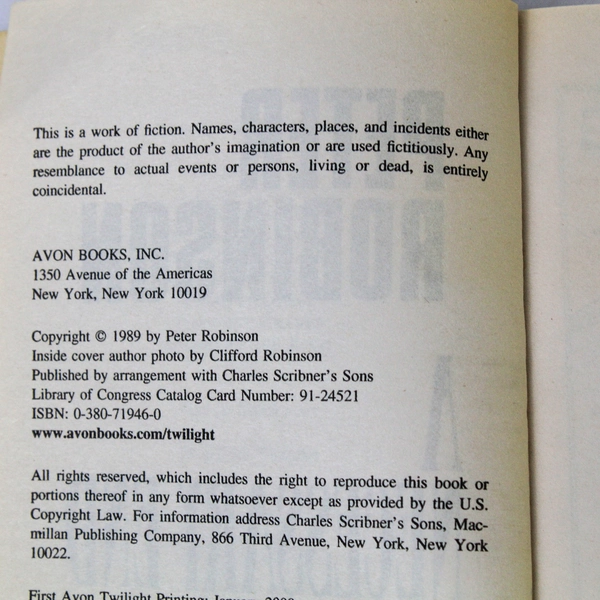 This is a work of fiction. Names, characters, places, and incidents either
are the product of the author's imagination or are used fictitiously. Any
resemblance to actual events or persons, living or dead, is entirely
coincidental.
AVON BOOKS, INC.
1350 Avenue of the Americas
New York, New York 10019
Copyright © 1989 by Peter Robinson
Inside cover author photo by Clifford Robinson
Published by arrangement with Charles Scribner's Sons
Library of Congress Catalog Card Number: 91-24521
ISBN: 0-380-71946-0
www.avonbooks.com/twilight
All rights reserved, which includes the right to reproduce this book or
portions thereof in any form whatsoever except as provided by the U.S.
Copyright Law. For information address Charles Scribner's Sons, Mac-
millan Publishing Company, 866 Third Avenue, New York, New York
10022.
First Avon Twilight Printing: January 2000